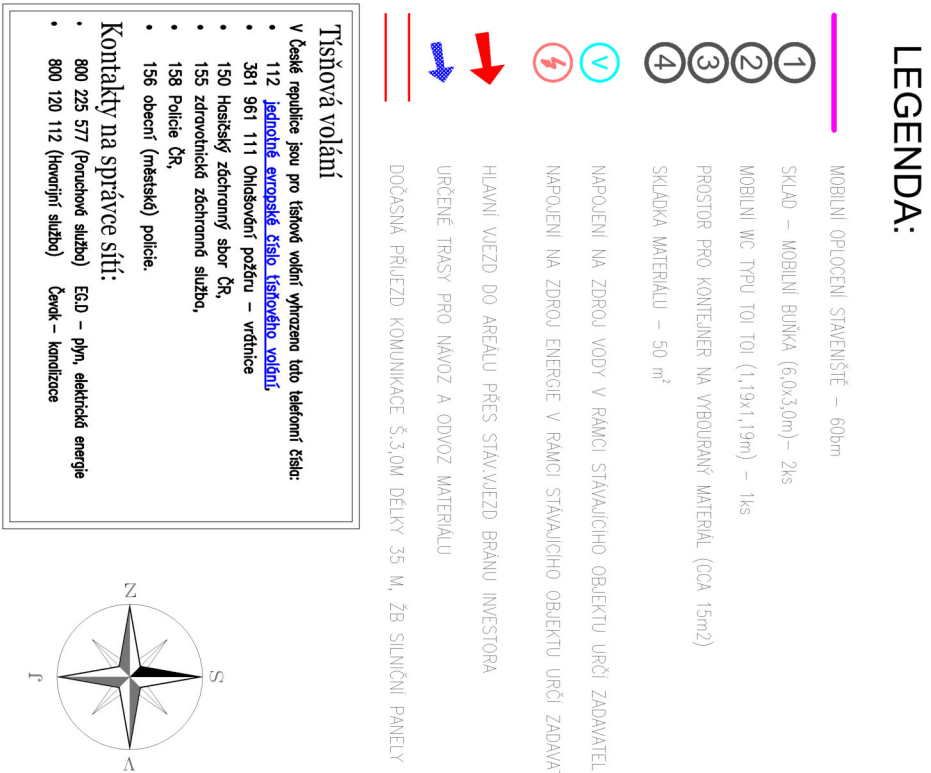 LEGENDA:
MOBILNÍ OPLOCENÍ STAVENIŠTĚ – 60bm
1 SKLAD – MOBILNÍ BUŇKA (6,0x3,0m)– 2ks
2 MOBILNI WC TYPU TOI TOI (1,19x1,19m) – 1ks
3 PROSTOR PRO KONTEJNER NA VYBOURANÝ MATERIÁL (CCA 15m2)
4 SKLÁDKA MATERIÁLU – 50 m²
V NAPOJENÍ NA ZDROJ VODY V RÁMCI STÁVAJÍCÍHO OBJEKTU URČÍ ZADAVATEL
NAPOJENÍ NA ZDROJ ENERGIE V RÁMCI STÁVAJÍCÍHO OBJEKTU URČÍ ZADAVAT
HLAVNÍ VJEZD DO AREÁLU PŘES STÁV.VJEZD BRÁNU INVESTORA
URČENÉ TRASY PRO NÁVOZ A ODVOZ MATERIÁLU
DOČASNÁ PŘÍJEZD KOMUNIKACE Š.3,0M DÉLKY 35 M, ŽB SILNIČNÍ PANELY
Tísňová volání
V České republice jsou pro tísňová volání vyhrazena tato telefonní čísla:
• 112 jednotné evropské číslo tísňového volání,
• 381 961 111 Ohlašování požáru – vrátnice
• 150 Hasičský záchranný sbor ČR,
• 155 zdravotnická záchranná služba,
• 158 Policie ČR,
• 156 obecní (městská) policie.
Kontakty na správce sítí:
• 800 225 577 (Poruchová služba) EG.D – plyn, elektrická energie
• 800 120 112 (Havarijní služba) Čevak – kanalizace
S
Z
V
J